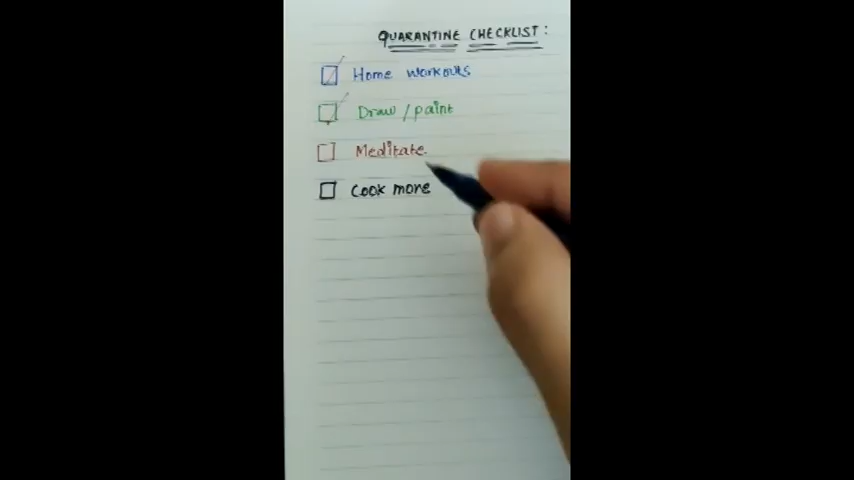 QUARANTINE CHECKLIST:
Home workouts
Draw/paint
Meditate
Cook more